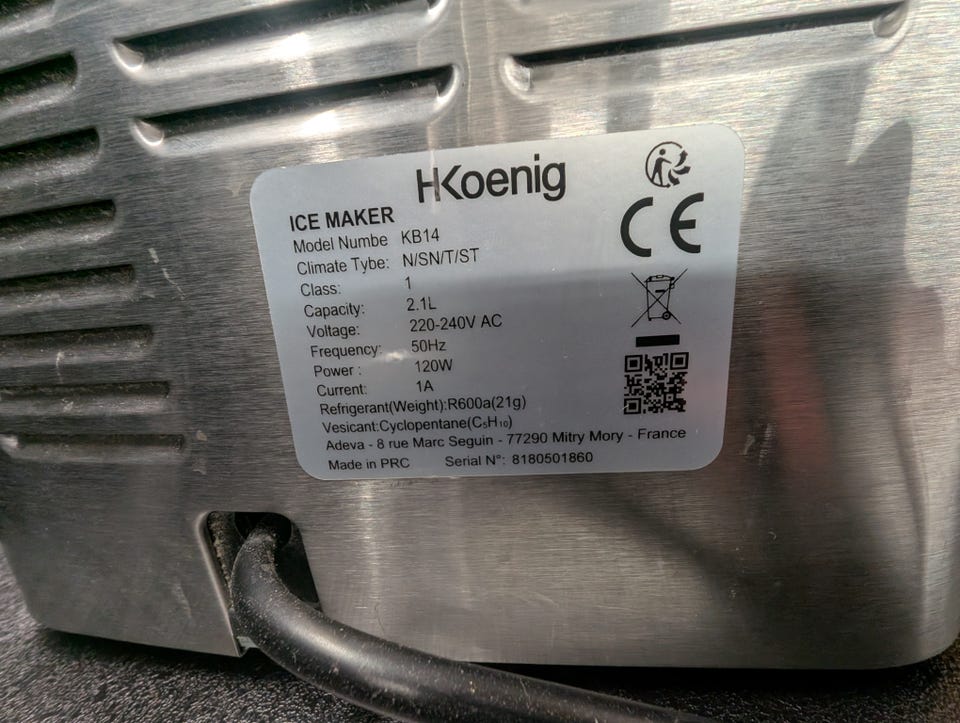 HKoenig
ICE MAKER
Model Numbe KB14
Climate Tybe: N/SN/T/ST
Class: 1
Capacity: 2.1L
Voltage: 220-240V AC
Frequency: 50Hz
Power : 120W
Current: 1A
Refrigerant(Weight):R600a(21g)
Vesicant:Cyclopentane(C₅H₁₀)
Adeva - 8 rue Marc Seguin - 77290 Mitry Mory - France
Made in PRC Serial N°: 8180501860
CE